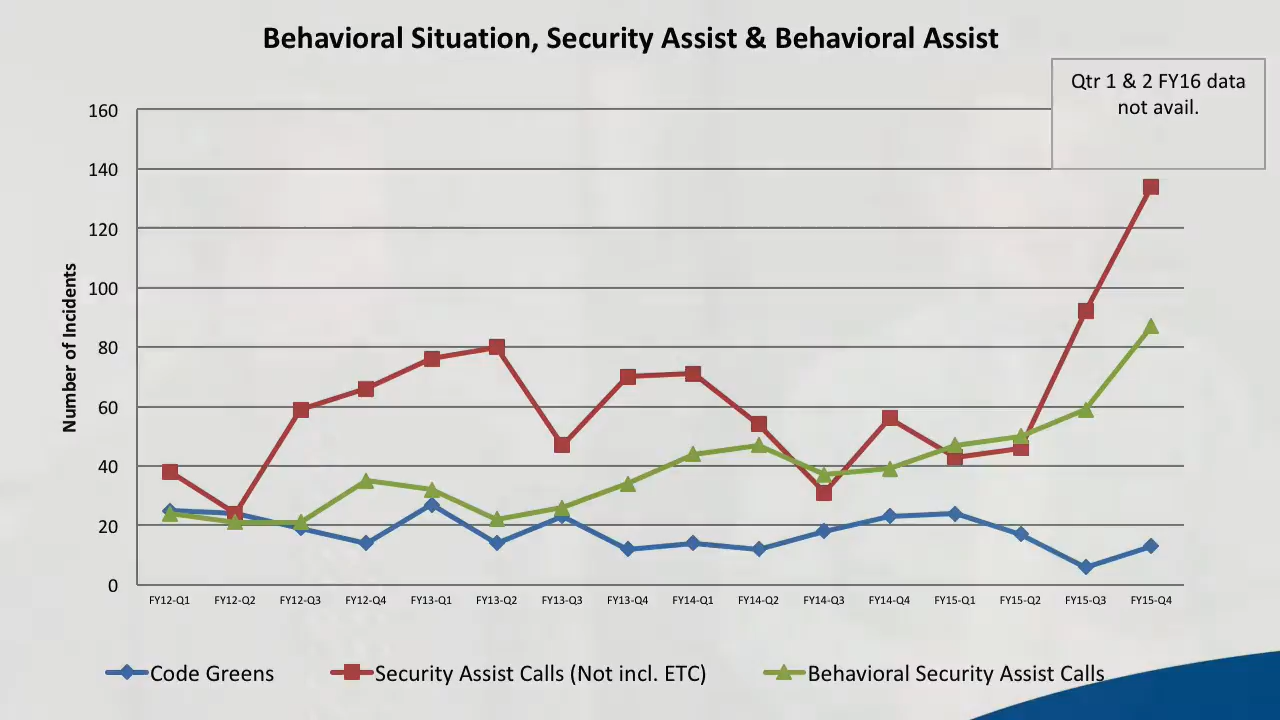 Behavioral Situation, Security Assist & Behavioral Assist
Qtr 1 & 2 FY16 data
not avail.
160
140
120
100
80
60
40
20
0
Number of Incidents
FY12-Q1 FY12-Q2 FY12-Q3 FY12-Q4 FY13-Q1 FY13-Q2 FY13-Q3 FY13-Q4 FY14-Q1 FY14-Q2 FY14-Q3 FY14-Q4 FY15-Q1 FY15-Q2 FY15-Q3 FY15-Q4
Code Greens Security Assist Calls (Not incl. ETC) Behavioral Security Assist Calls